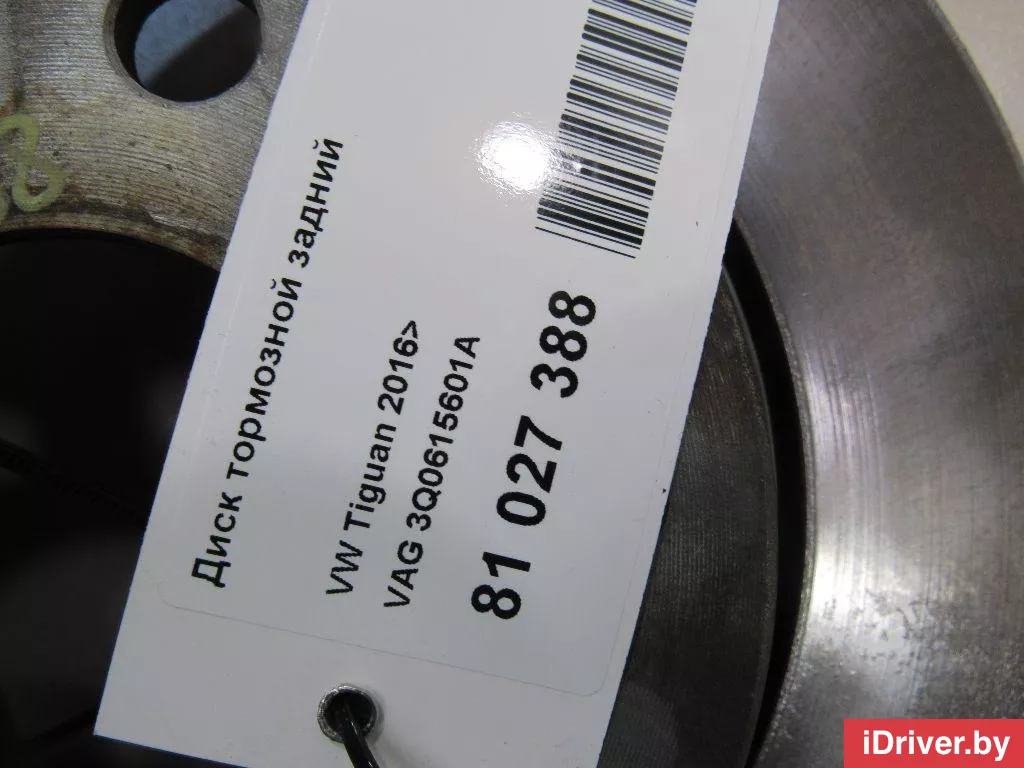 Диск тормозной задний
VW Tiguan 2016>
VAG 3Q0615601A
81 027 388
iDriver.by